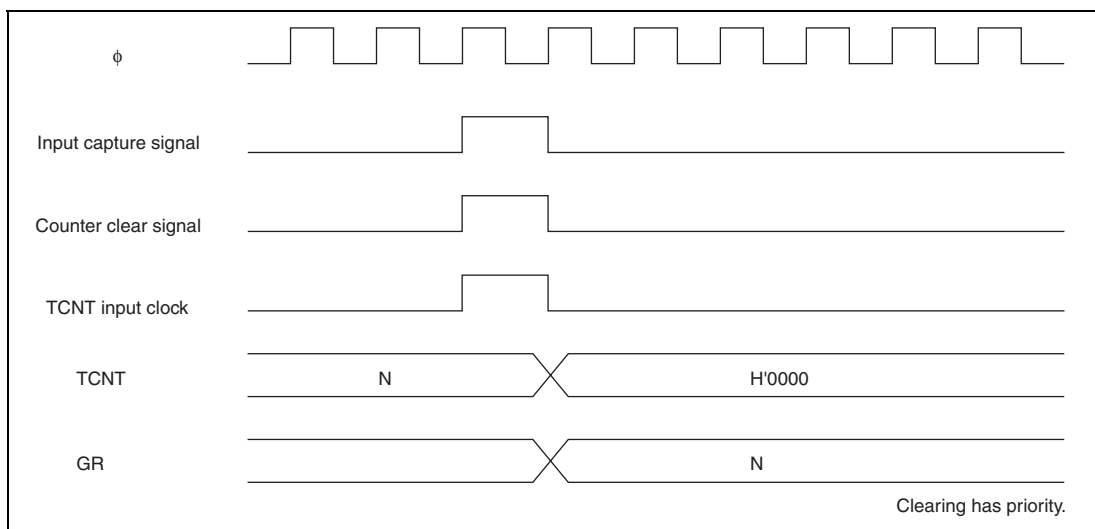 ϕ
Input capture signal
Counter clear signal
TCNT input clock
TCNT N H'0000
GR N
Clearing has priority.